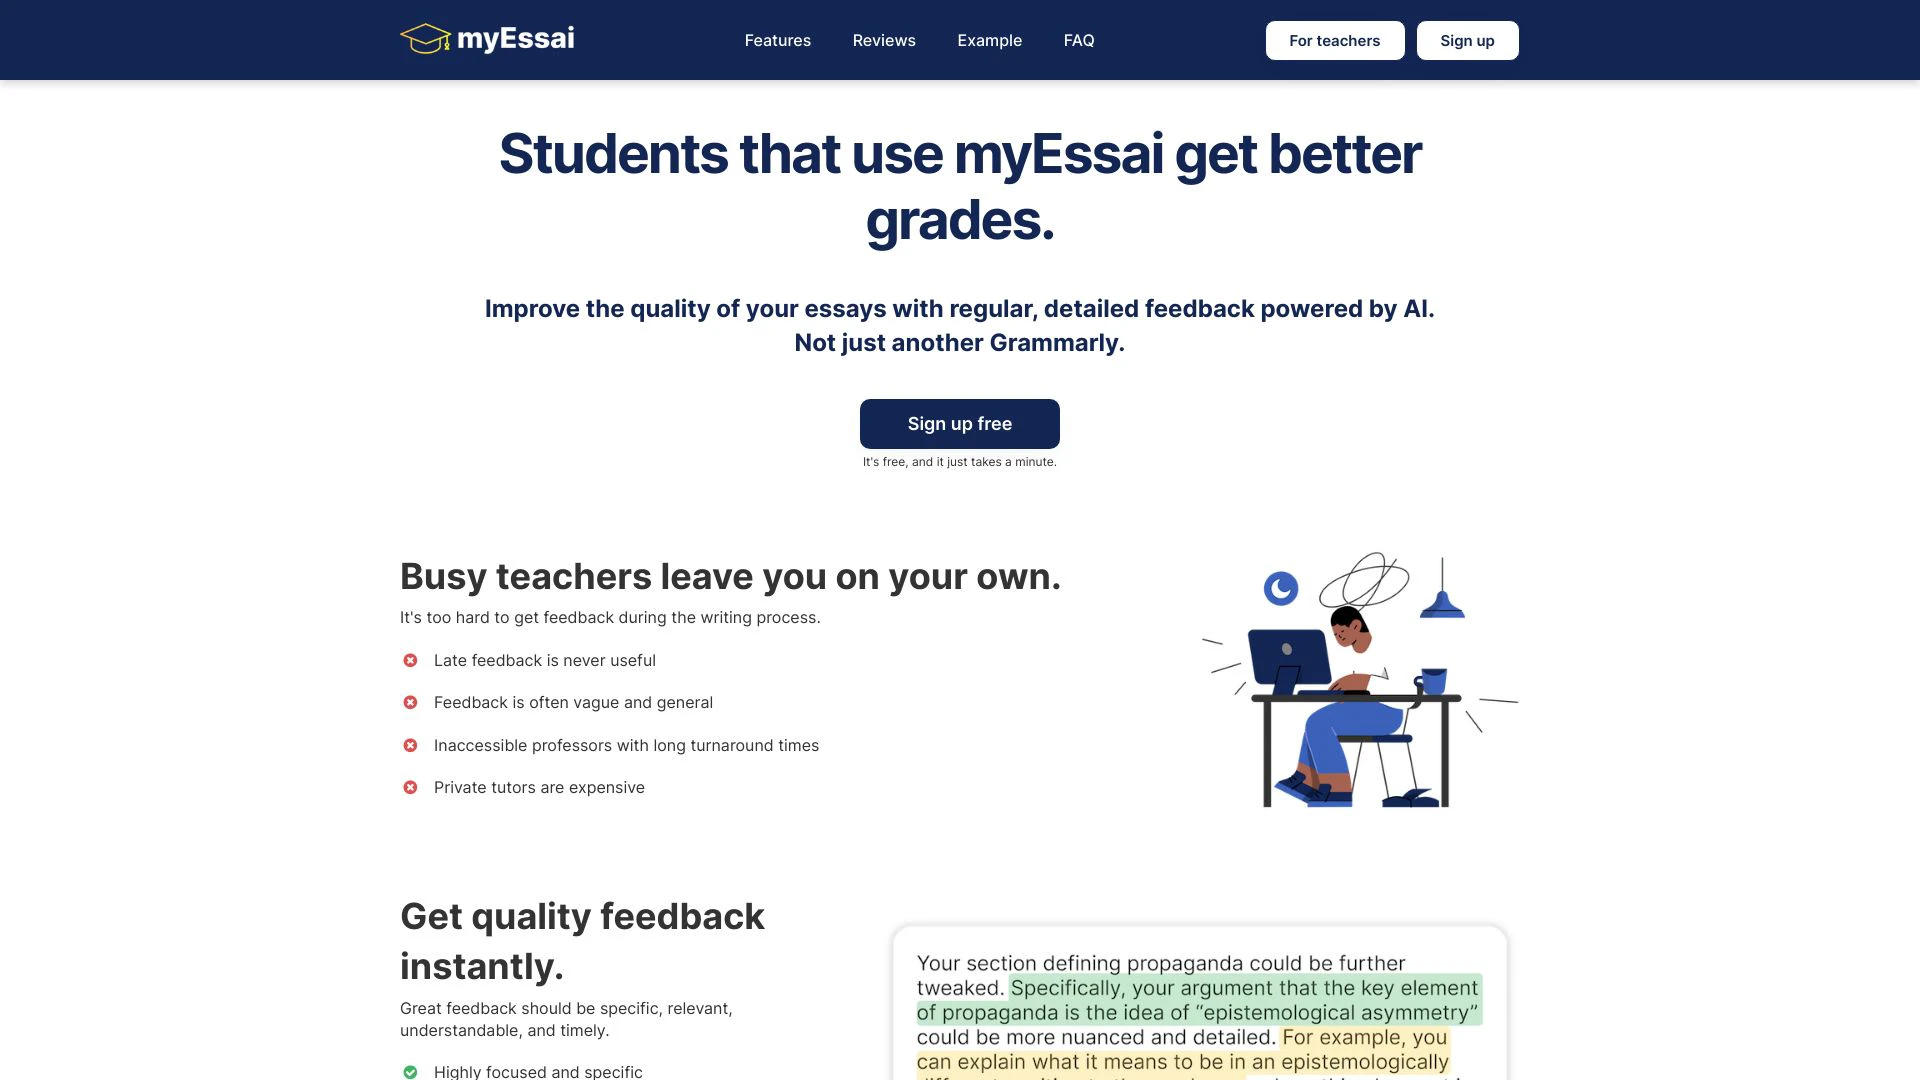 myEssai
Features
Reviews
Example
FAQ
For teachers
Sign up
Students that use myEssai get better
grades.
Improve the quality of your essays with regular, detailed feedback powered by AI.
Not just another Grammarly.
Sign up free
It's free, and it just takes a minute.
Busy teachers leave you on your own.
It's too hard to get feedback during the writing process.
Late feedback is never useful
Feedback is often vague and general
Inaccessible professors with long turnaround times
Private tutors are expensive
Get quality feedback
instantly.
Great feedback should be specific, relevant,
understandable, and timely.
Highly focused and specific
Your section defining propaganda could be further
tweaked. Specifically, your argument that the key element
of propaganda is the idea of “epistemological asymmetry”
could be more nuanced and detailed. For example, you
can explain what it means to be in an epistemologically